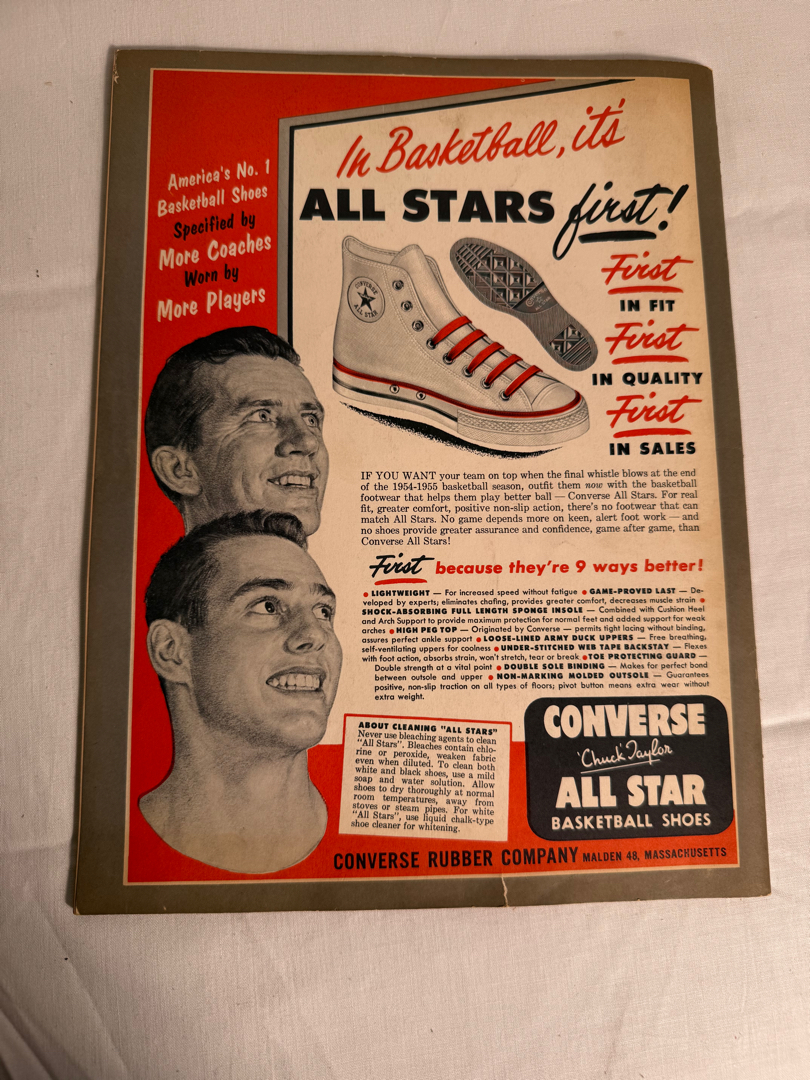 America's No. 1
Basketball Shoes
Specified by
More Coaches
Worn by
More Players
In Basketball, it's
ALL STARS first!
CONVERSE
ALL STAR
First
IN FIT
First
IN QUALITY
First
IN SALES
IF YOU WANT your team on top when the final whistle blows at the end
of the 1954-1955 basketball season, outfit them now with the basketball
footwear that helps them play better ball — Converse All Stars. For real
fit, greater comfort, positive non-slip action, there's no footwear that can
match All Stars. No game depends more on keen, alert foot work — and
no shoes provide greater assurance and confidence, game after game, than
Converse All Stars!
First because they're 9 ways better!
● LIGHTWEIGHT — For increased speed without fatigue ● GAME-PROVED LAST — De-
veloped by experts; eliminates chafing, provides greater comfort, decreases muscle strain ●
SHOCK-ABSORBING FULL LENGTH SPONGE INSOLE — Combined with Cushion Heel
and Arch Support to provide maximum protection for normal feet and added support for weak
arches ● HIGH PEG TOP — Originated by Converse — permits tight lacing without binding,
assures perfect ankle support ● LOOSE-LINED ARMY DUCK UPPERS — Free breathing,
self-ventilating uppers for coolness ● UNDER-STITCHED WEB TAPE BACKSTAY — Flexes
with foot action, absorbs strain, won't stretch, tear or break ● TOE PROTECTING GUARD —
Double strength at a vital point ● DOUBLE SOLE BINDING — Makes for perfect bond
between outsole and upper ● NON-MARKING MOLDED OUTSOLE — Guarantees
positive, non-slip traction on all types of floors; pivot button means extra wear without
extra weight.
ABOUT CLEANING "ALL STARS"
Never use bleaching agents to clean
"All Stars". Bleaches contain chlo-
rine or peroxide, weaken fabric
even when diluted. To clean both
white and black shoes, use a mild
soap and water solution. Allow
shoes to dry thoroughly at normal
room temperatures, away from
stoves or steam pipes. For white
"All Stars", use liquid chalk-type
shoe cleaner for whitening.
CONVERSE
"Chuck" Taylor
ALL STAR
BASKETBALL SHOES
CONVERSE RUBBER COMPANY MALDEN 48, MASSACHUSETTS